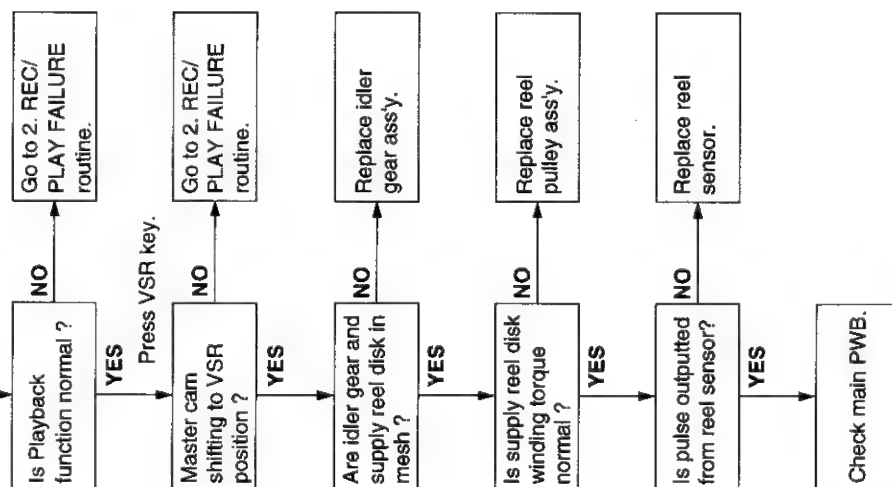 Is Playback
function normal ?
NO
Go to 2. REC/
PLAY FAILURE
routine.
YES
Press VSR key.
Master cam
shifting to VSR
position ?
NO
Go to 2. REC/
PLAY FAILURE
routine.
YES
Are idler gear and
supply reel disk in
mesh ?
NO
Replace idler
gear ass'y.
YES
Is supply reel disk
winding torque
normal ?
NO
Replace reel
pulley ass'y.
YES
Is pulse outputted
from reel sensor?
NO
Replace reel
sensor.
YES
Check main PWB.